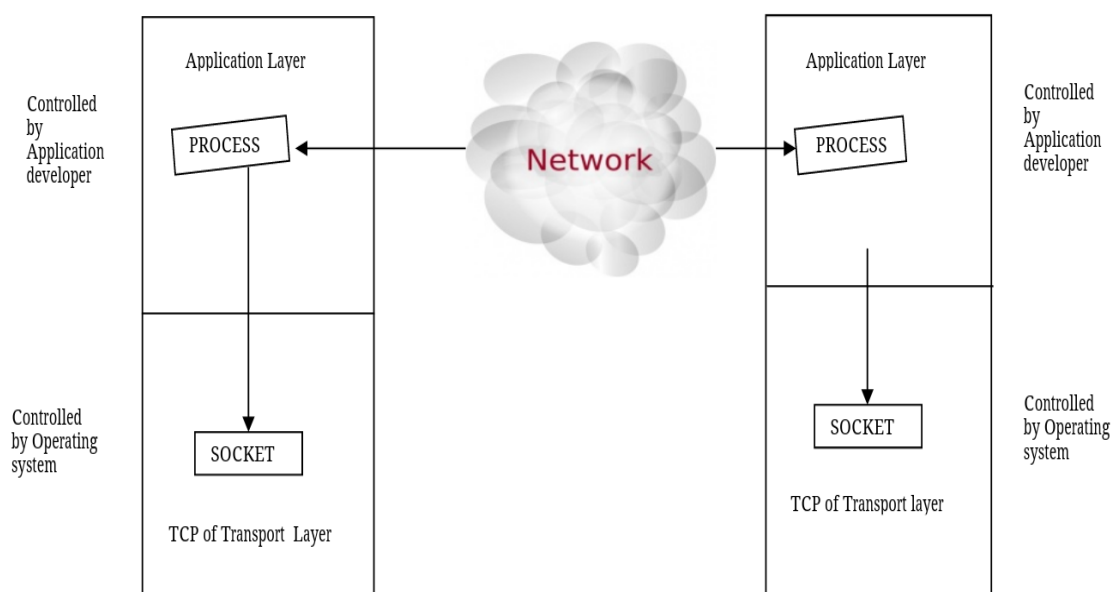 Application Layer
Controlled
by
Application
developer
PROCESS
Network
Application Layer
PROCESS
Controlled
by
Application
developer
Controlled
by Operating
system
SOCKET
TCP of Transport Layer
SOCKET
TCP of Transport layer
Controlled
by Operating
system